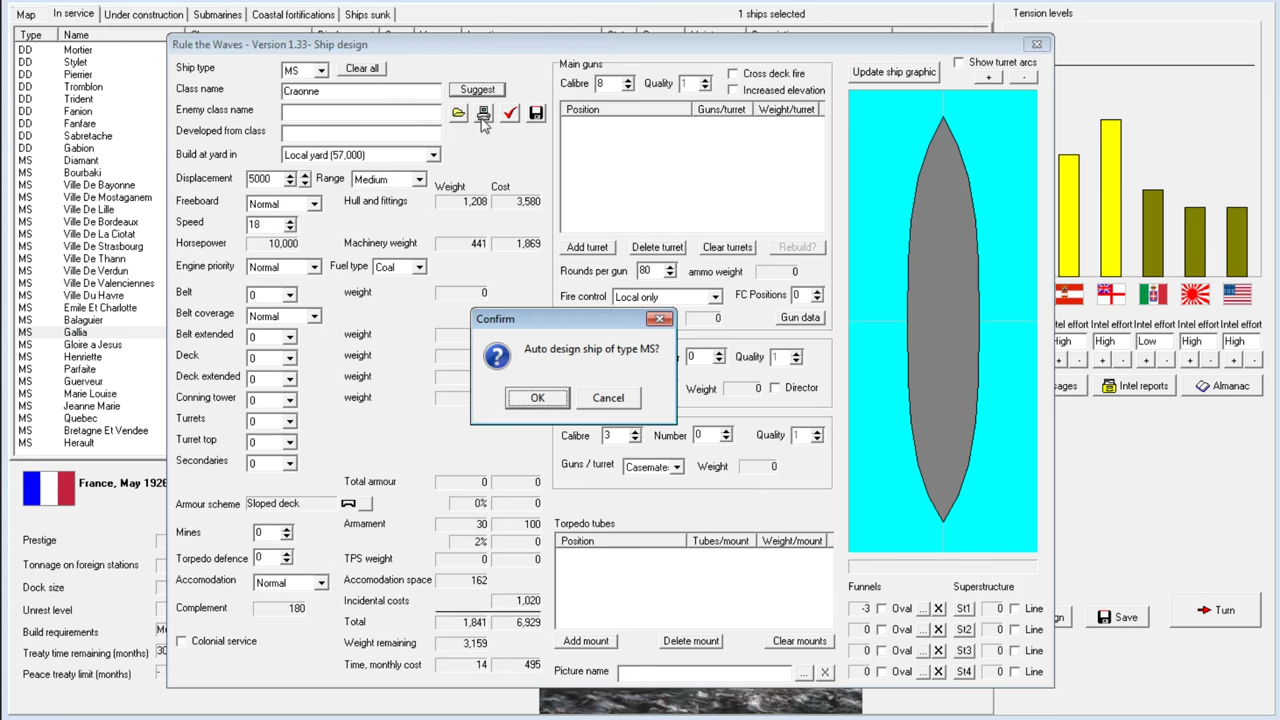 Map In service Under construction Submarines Coastal fortifications Ships sunk 1 ships selected Tension levels
Type Name
DD Mortier
DD Stylet
DD Pierrier
DD Tromblon
DD Trident
DD Fanion
DD Fanfare
DD Sabretache
DD Gabion
MS Diamant
MS Bourbaki
MS Ville De Bayonne
MS Ville De Mostaganem
MS Ville De Lille
MS Ville De Bordeaux
MS Ville De La Ciotat
MS Ville De Strasbourg
MS Ville De Thann
MS Ville De Verdun
MS Ville De Valenciennes
MS Ville Du Havre
MS Emile Et Charlotte
MS Balaguier
MS Gallia
MS Gloire a Jesus
MS Henriette
MS Parfaite
MS Guerveur
MS Marie Louise
MS Jeanne Marie
MS Quebec
MS Bretagne Et Vendee
MS Herault
France, May 1926
Prestige
Tonnage on foreign stations
Dock size
Unrest level
Build requirements
Treaty time remaining (months) 30
Peace treaty limit (months) -
Rule the Waves - Version 1.33- Ship design
Ship type MS Clear all
Class name Craonne Suggest
Enemy class name
Developed from class
Build at yard in Local yard (57,000)
Displacement 5000 Range Medium Weight Cost
Freeboard Normal Hull and fittings 1,208 3,580
Speed 18
Horsepower 10,000 Machinery weight 441 1,869
Engine priority Normal Fuel type Coal
Belt 0 weight 0
Belt coverage Normal
Belt extended 0 weight
Deck 0 weight
Deck extended 0 weight
Conning tower 0 weight
Turrets 0
Turret top 0
Secondaries 0
Total armour 0 0
Armour scheme Sloped deck 0% 0
Mines 0 Armament 30 100
2% 0
Torpedo defence 0 TPS weight 0 0
Accomodation Normal Accomodation space 162
Incidental costs 1,020
Complement 180 Total 1,841 6,929
Colonial service Weight remaining 3,159
Time, monthly cost 14 495
Main guns
Calibre 8 Quality 1 Cross deck fire
Increased elevation
Position Guns/turret Weight/turret
Add turret Delete turret Clear turrets Rebuild?
Rounds per gun 80 ammo weight 0
Fire control Local only FC Positions 0
0 Gun data
Confirm
Auto design ship of type MS?
OK Cancel
0 Quality 1
Weight 0 Director
Calibre 3 Number 0 Quality 1
Guns / turret Casemate: Weight 0
Torpedo tubes
Position Tubes/mount Weight/mount
Add mount Delete mount Clear mounts
Picture name ... X
Update ship graphic Show turret arcs
+ -
Funnels Superstructure
-3 Oval ... X St1 0 Line
0 Oval ... X St2 0 Line
0 Oval ... X St3 0 Line
0 Oval ... X St4 0 Line
Intel effort Intel effort Intel effort Intel effort
High High Low High High
+ - + - + - + -
Intel reports Almanac
Save Turn